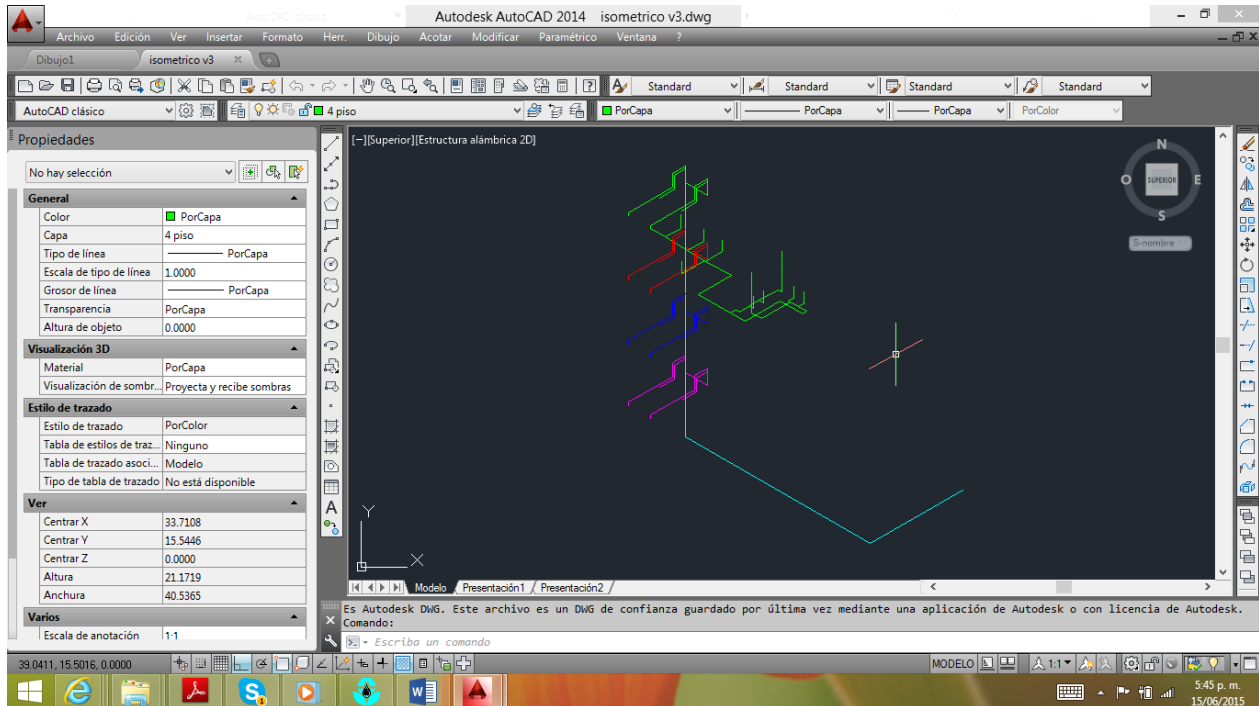 Autodesk AutoCAD 2014 isometrico v3.dwg
Archivo Edición Ver Insertar Formato Herr. Dibujo Acotar Modificar Paramétrico Ventana ?
Dibujo1 isometrico v3
Standard Standard Standard Standard
AutoCAD clásico 4 piso PorCapa PorCapa PorCapa PorColor
Propiedades
No hay selección
General
Color PorCapa
Capa 4 piso
Tipo de línea PorCapa
Escala de tipo de línea 1.0000
Grosor de línea PorCapa
Transparencia PorCapa
Altura de objeto 0.0000
Visualización 3D
Material PorCapa
Visualización de sombr... Proyecta y recibe sombras
Estilo de trazado
Estilo de trazado PorColor
Tabla de estilos de traz... Ninguno
Tabla de trazado asoci... Modelo
Tipo de tabla de trazado No está disponible
Ver
Centrar X 33.7108
Centrar Y 15.5446
Centrar Z 0.0000
Altura 21.1719
Anchura 40.5365
Varios
Escala de anotación 1:1
[−][Superior][Estructura alámbrica 2D]
N
O SUPERIOR E
S
S-nombre
Y
X
Modelo Presentación1 Presentación2
Es Autodesk DWG. Este archivo es un DWG de confianza guardado por última vez mediante una aplicación de Autodesk o con licencia de Autodesk.
Comando:
Escriba un comando
39.0411, 15.5016, 0.0000 MODELO 1:1
5:45 p. m.
15/06/2015